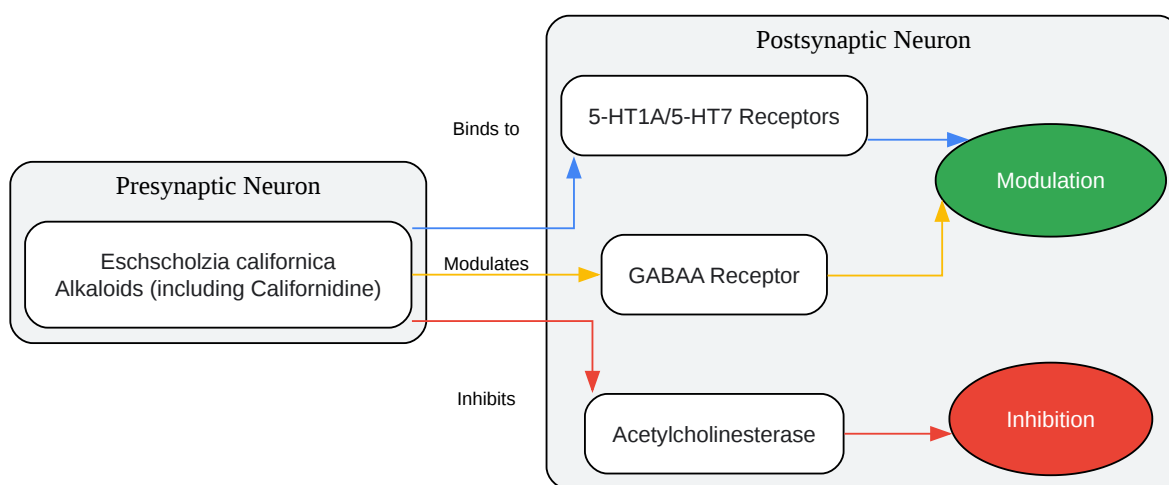 Postsynaptic Neuron
5-HT1A/5-HT7 Receptors
Binds to
Modulation
Presynaptic Neuron
Eschscholzia californica
Alkaloids (including Californidine)
Modulates
GABAA Receptor
Inhibits
Acetylcholinesterase
Inhibition